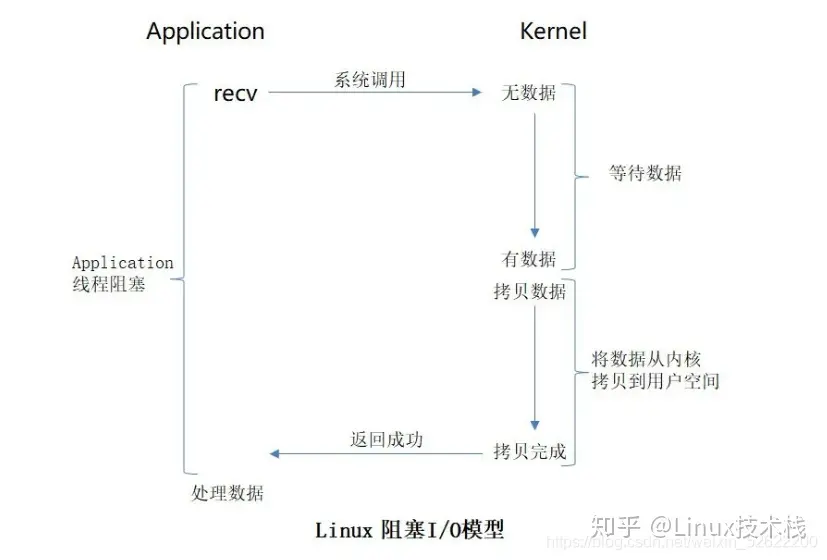 Application
Kernel
recv
系统调用
无数据
等待数据
Application
线程阻塞
有数据
拷贝数据
将数据从内核
拷贝到用户空间
返回成功
拷贝完成
处理数据
Linux 阻塞I/O模型
知乎 @Linux技术栈
https://blog.csdn.net/weixin_52622200